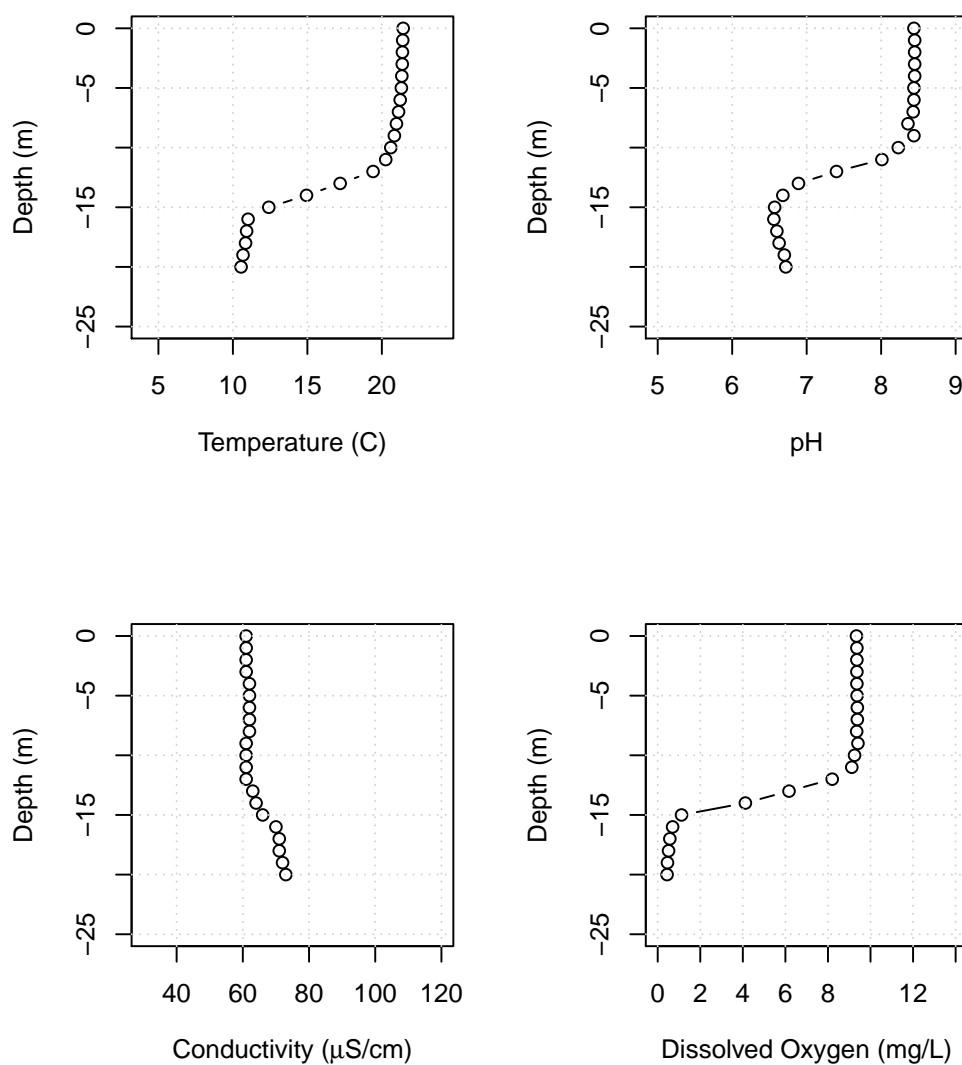 0
−5
−15
−25
Depth (m)
5 10 15 20
Temperature (C)
0
−5
−15
−25
Depth (m)
5 6 7 8 9
pH
0
−5
−15
−25
Depth (m)
40 60 80 100 120
Conductivity (μS/cm)
0
−5
−15
−25
Depth (m)
0 2 4 6 8 12
Dissolved Oxygen (mg/L)